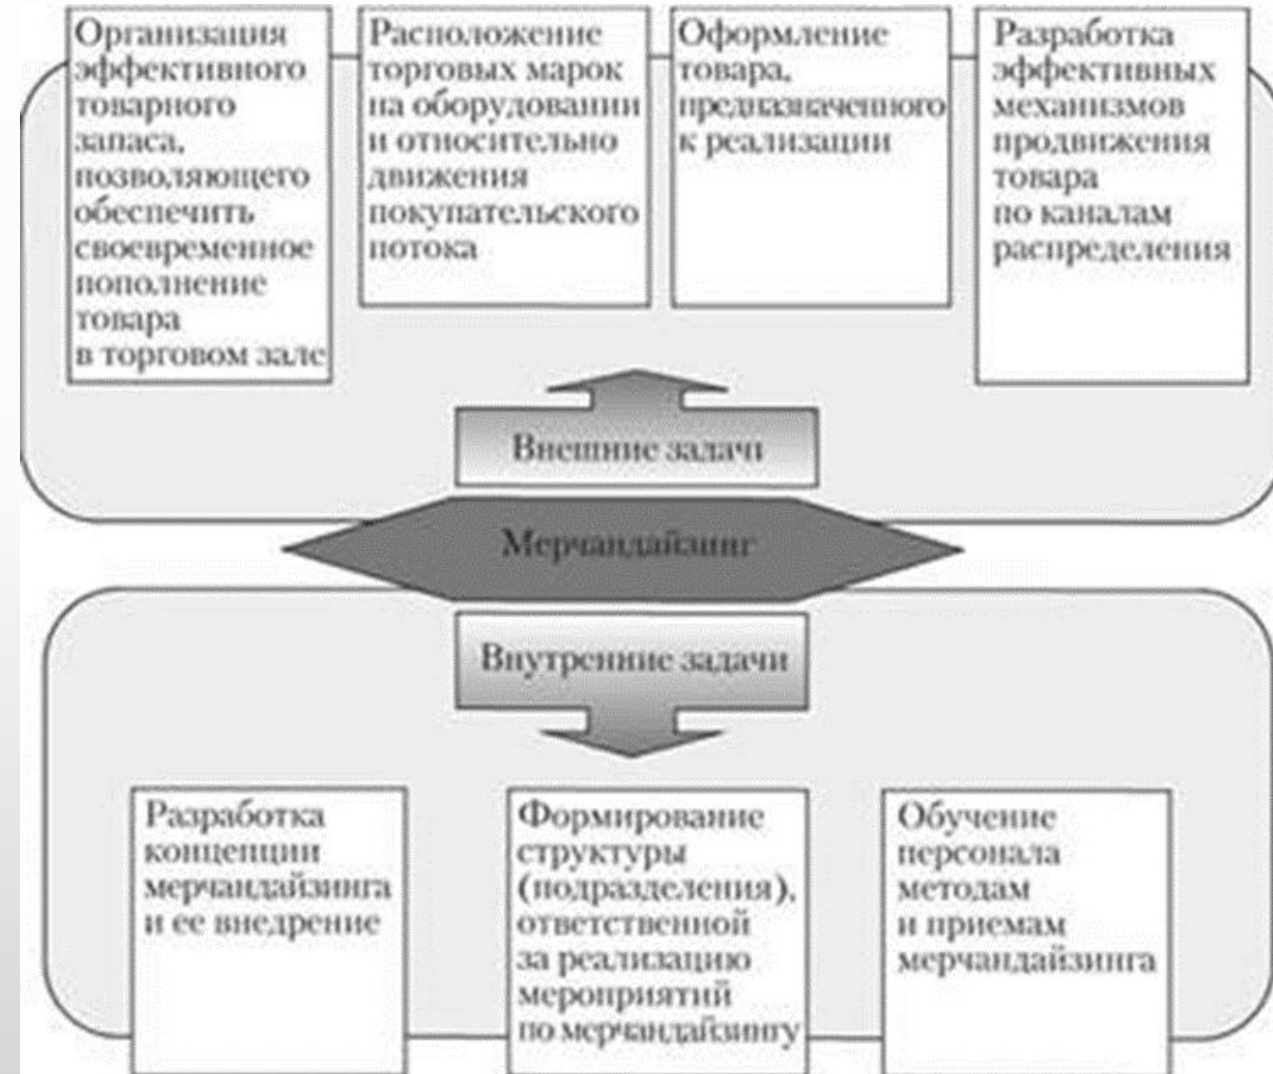 Организация
эффективного
товарного
запаса,
позволяющего
обеспечить
своевременное
пополнение
товара
в торговом зале
Расположение
торговых марок
на оборудовании
и относительно
движения
покупательского
потока
Оформление
товара,
предназначенного
к реализации
Разработка
эффективных
механизмов
продвижения
товара
по каналам
распределения
Внешние задачи
Мерчандайзинг
Внутренние задачи
Разработка
концепции
мерчандайзинга
и ее внедрение
Формирование
структуры
(подразделения),
ответственной
за реализацию
мероприятий
по мерчандайзингу
Обучение
персонала
методам
и приемам
мерчандайзинга